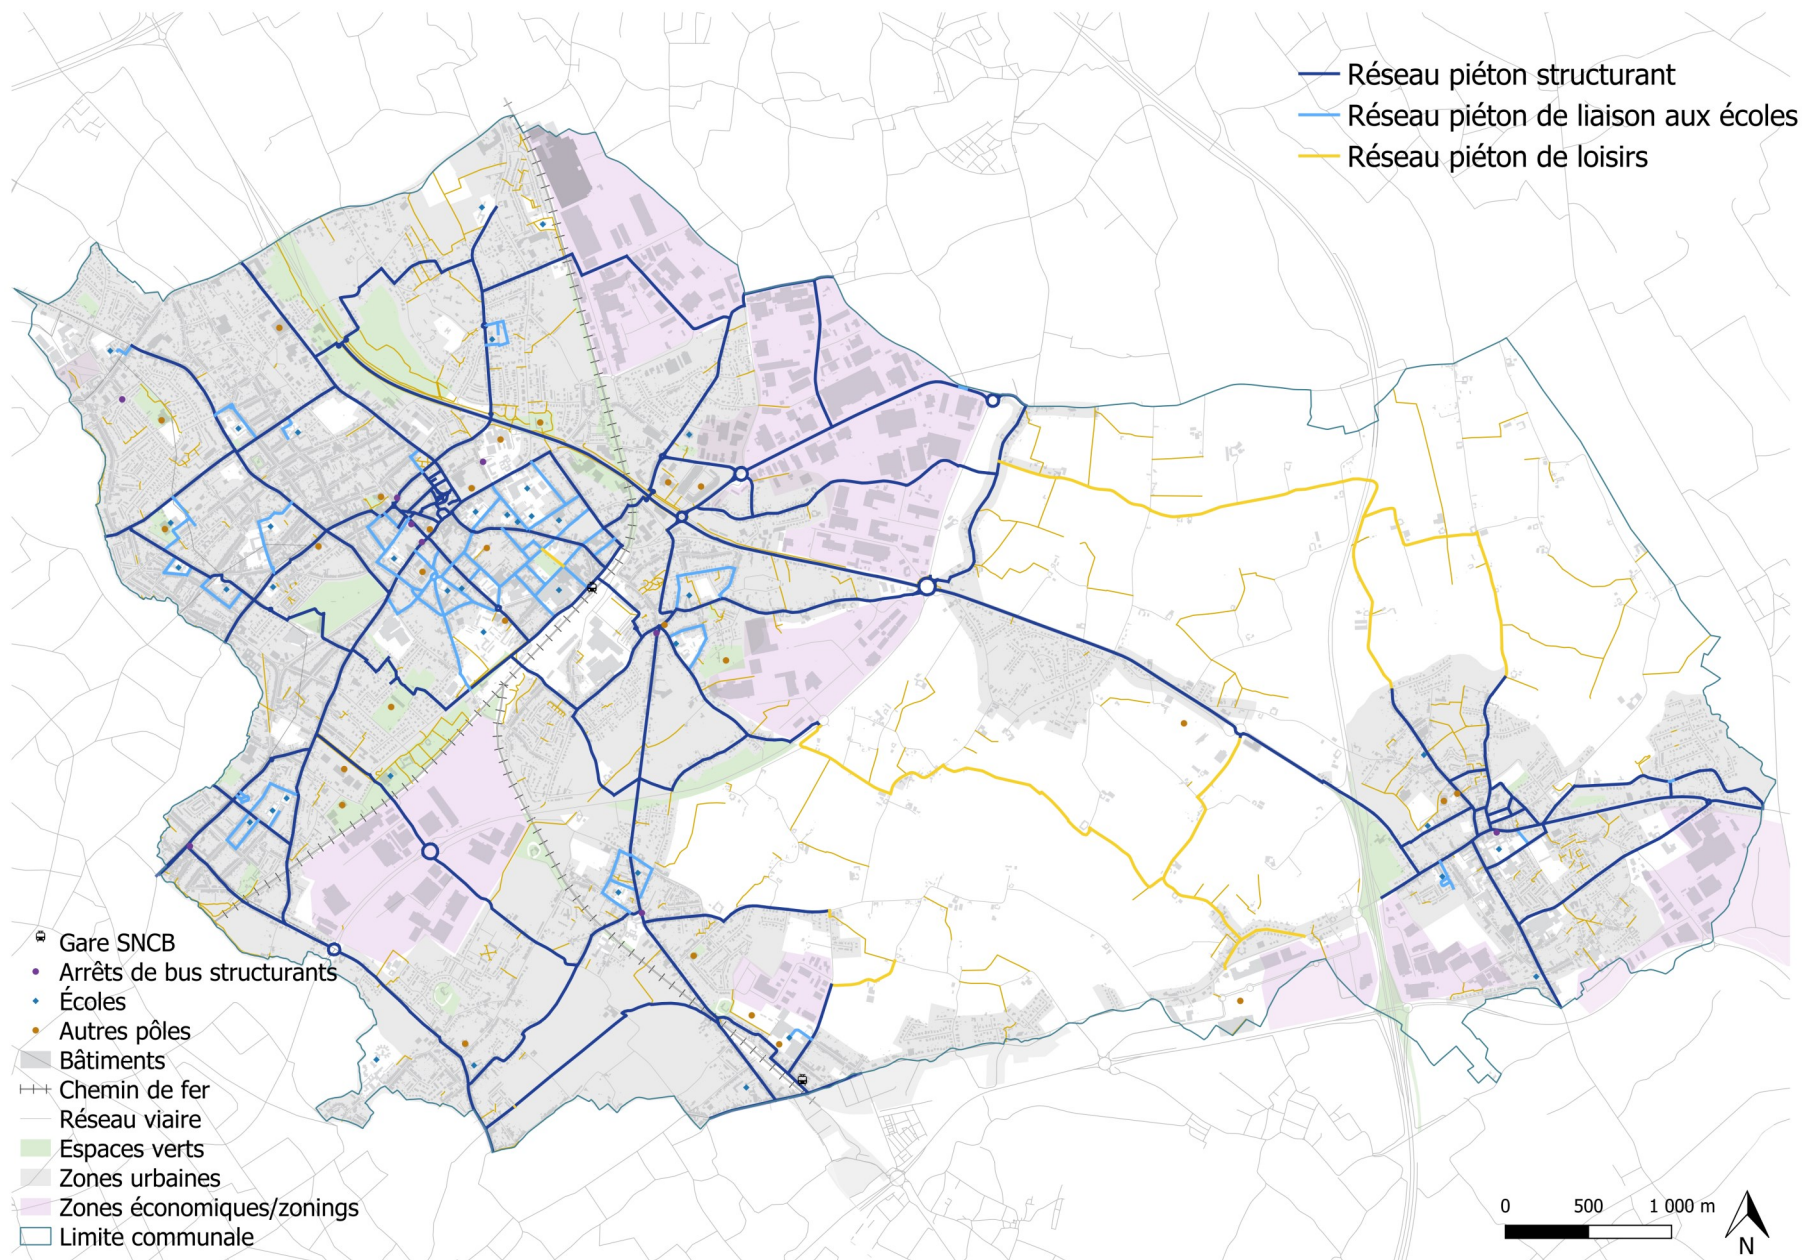 Réseau piéton structurant
Réseau piéton de liaison aux écoles
Réseau piéton de loisirs
Gare SNCB
Arrêts de bus structurants
Écoles
Autres pôles
Bâtiments
Chemin de fer
Réseau viaire
Espaces verts
Zones urbaines
Zones économiques/zonings
Limite communale
0 500 1 000 m
N